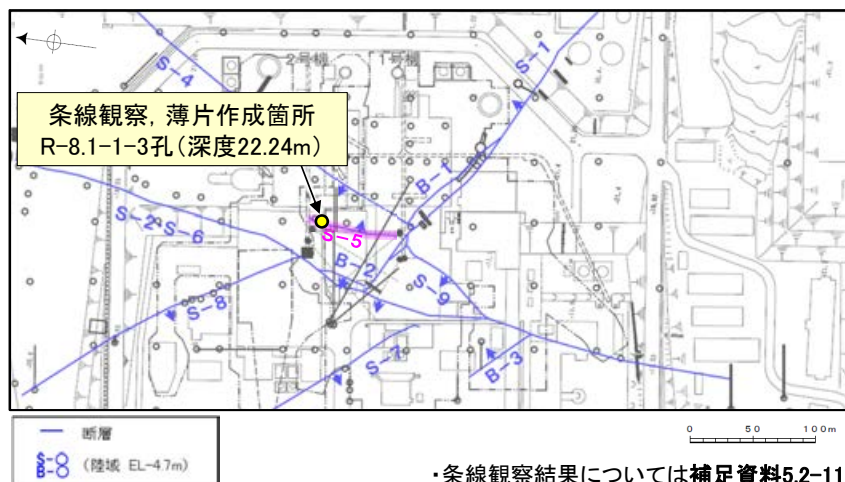 2号機
1号機
S-1
S-4
条線観察,薄片作成箇所
R-8.1-1-3孔(深度22.24m)
B-1
S-2・S-6
S-5
B-2
S-9
S-8
S-7
B-3
断層
S-○
B-○ (陸域 EL-4.7m)
0 50 100m
・条線観察結果については補足資料5.2-11